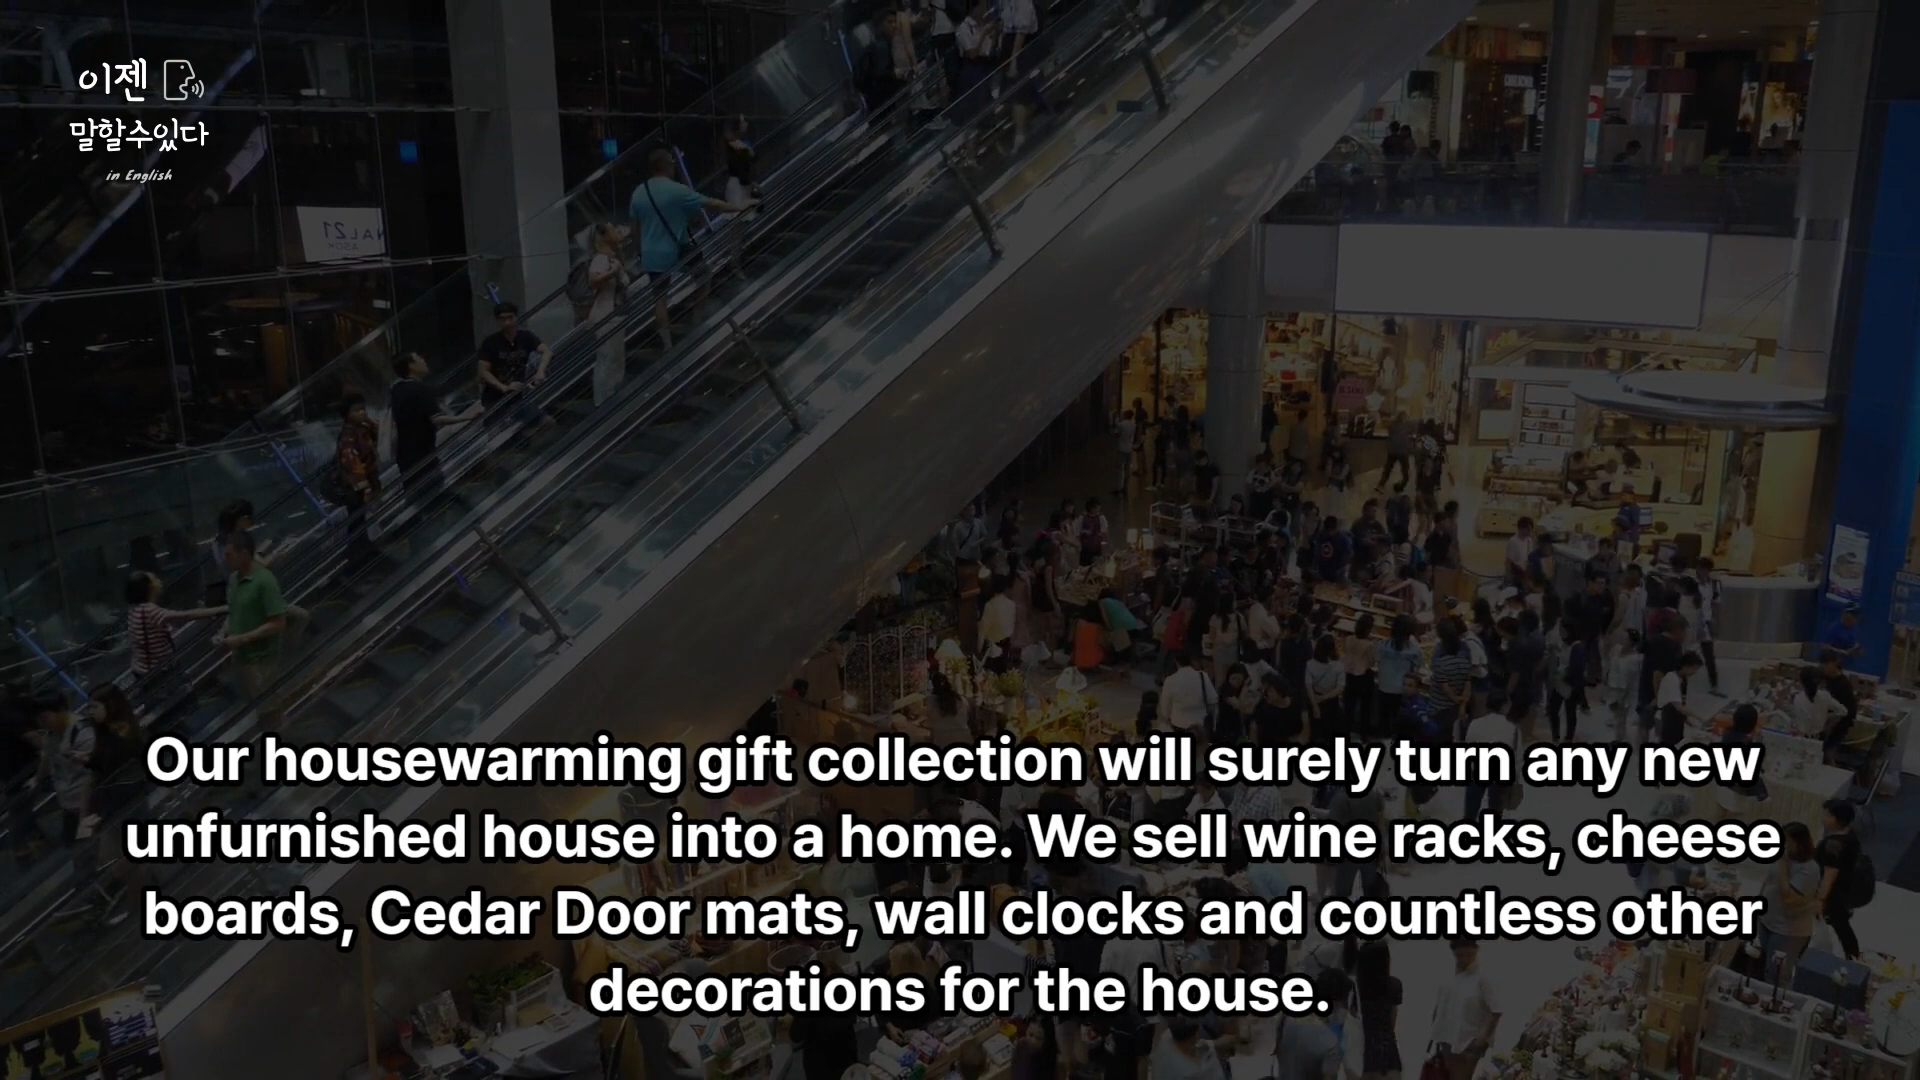 이젠
말할수있다
in English
Our housewarming gift collection will surely turn any new
unfurnished house into a home. We sell wine racks, cheese
boards, Cedar Door mats, wall clocks and countless other
decorations for the house.